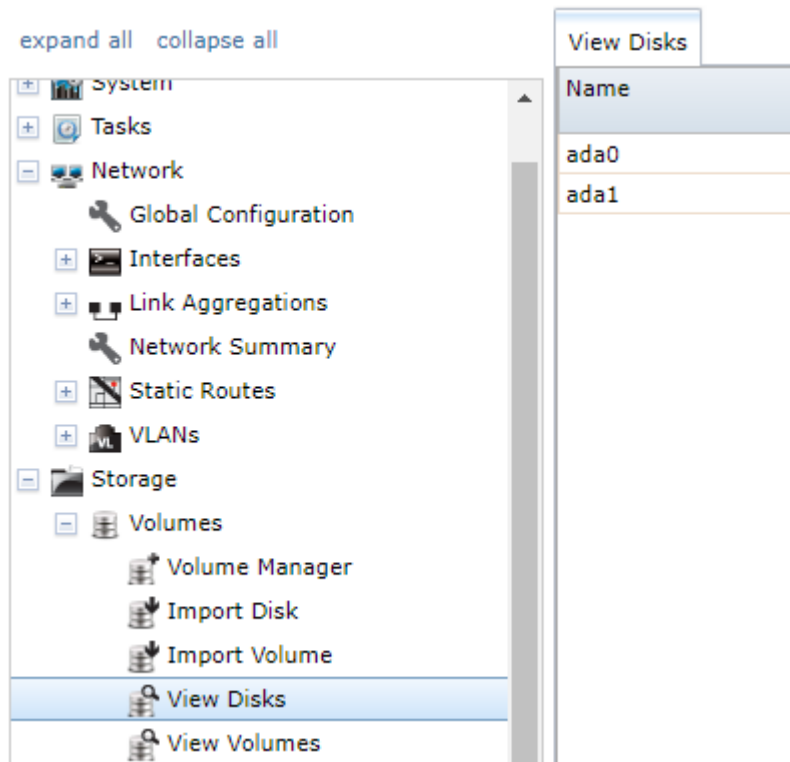 expand all collapse all
System
Tasks
Network
Global Configuration
Interfaces
Link Aggregations
Network Summary
Static Routes
VLANs
Storage
Volumes
Volume Manager
Import Disk
Import Volume
View Disks
View Volumes
View Disks
Name
ada0
ada1